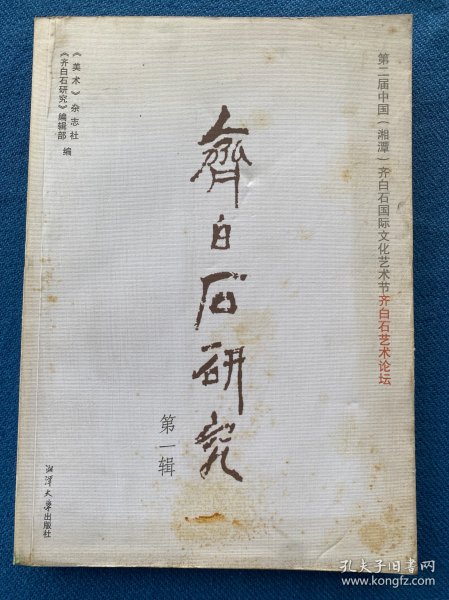 第二届中国（湘潭）齐白石国际文化艺术节齐白石艺术论坛
齊白石研究
第一辑
《美术》杂志社
《齐白石研究》编辑部 编
湘潭大学出版社
孔夫子旧书网
www.kongfz.com